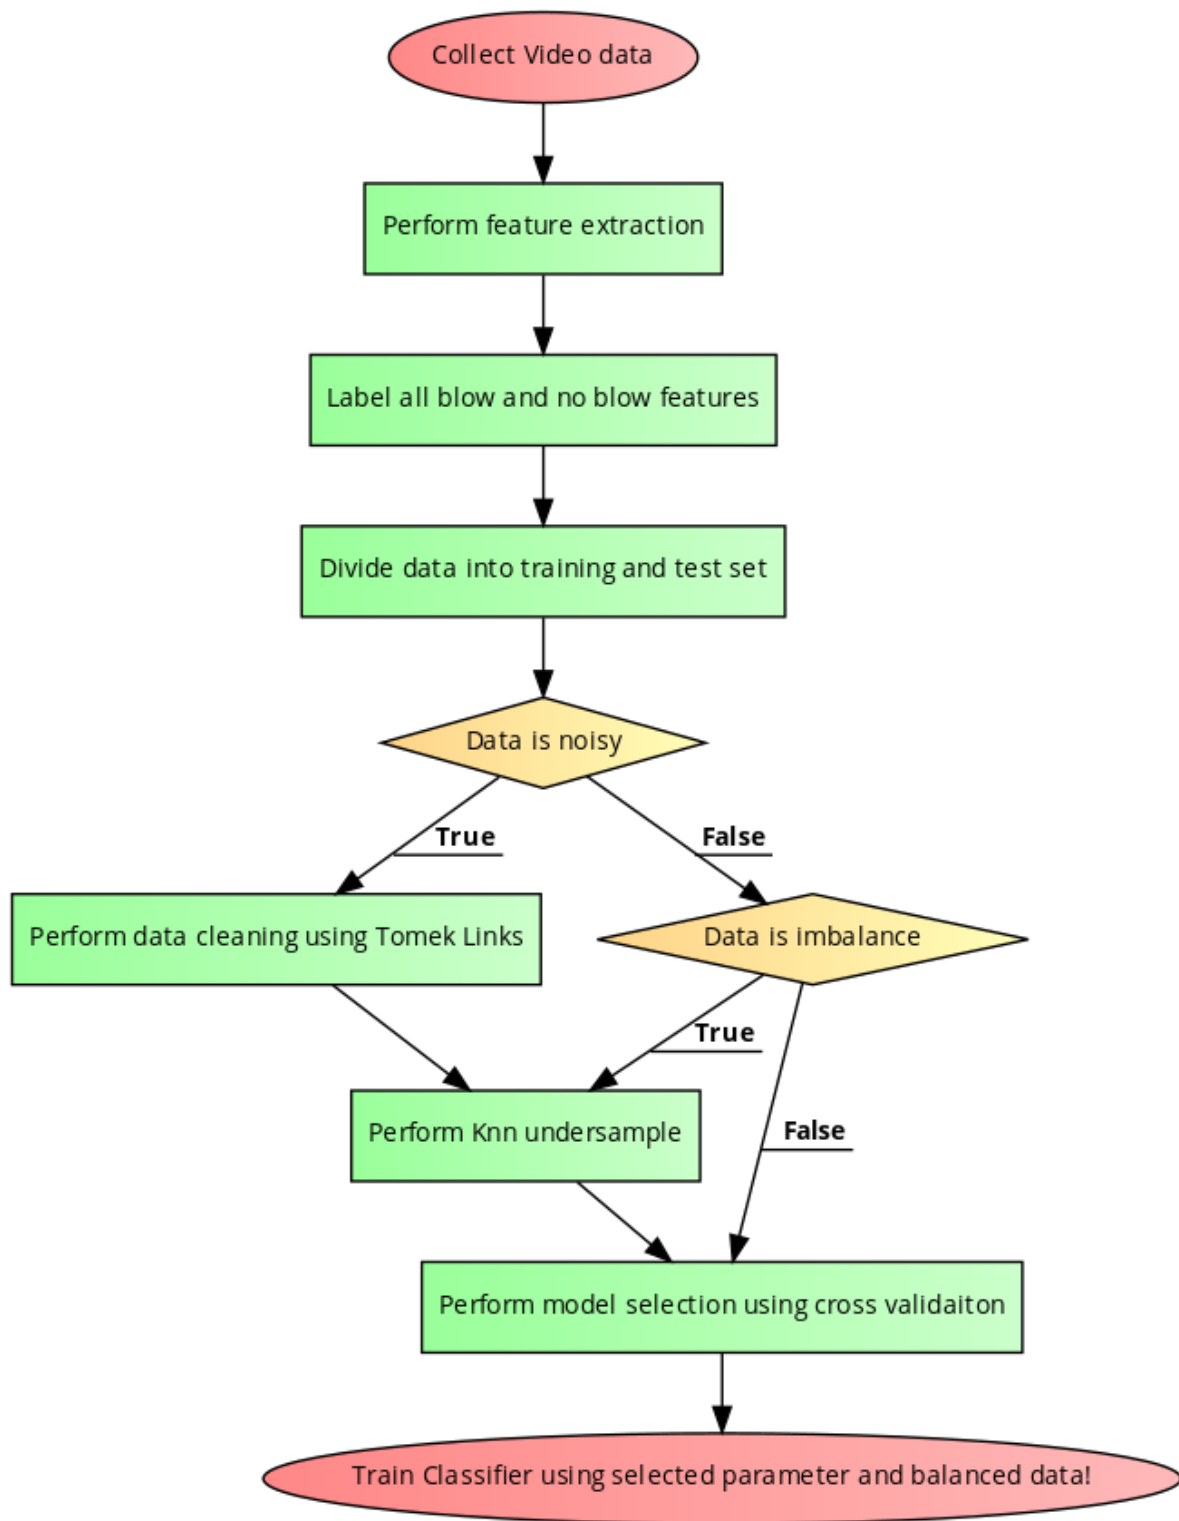 Collect Video data
Perform feature extraction
Label all blow and no blow features
Divide data into training and test set
Data is noisy
True
False
Perform data cleaning using Tomek Links
Data is imbalance
True
Perform Knn undersample
False
Perform model selection using cross validaiton
Train Classifier using selected parameter and balanced data!